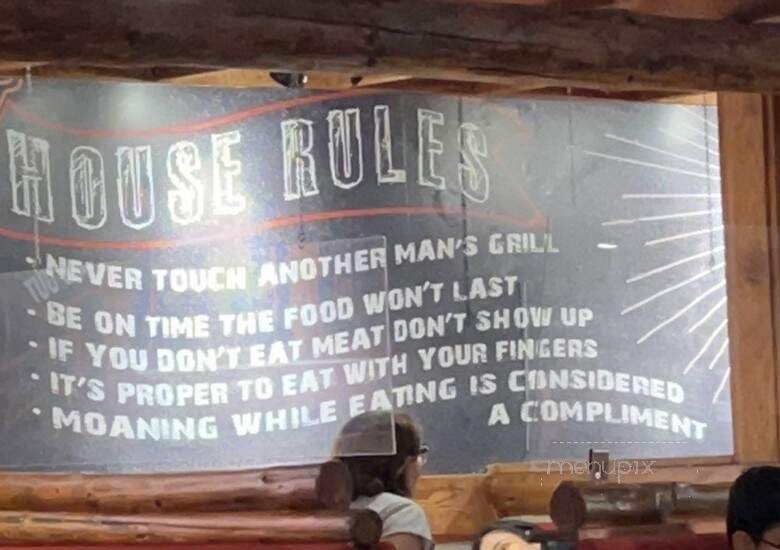 HOUSE RULES
• NEVER TOUCH ANOTHER MAN'S GRILL
• BE ON TIME THE FOOD WON'T LAST
• IF YOU DON'T EAT MEAT DON'T SHOW UP
• IT'S PROPER TO EAT WITH YOUR FINGERS
• MOANING WHILE EATING IS CONSIDERED
A COMPLIMENT
menupix